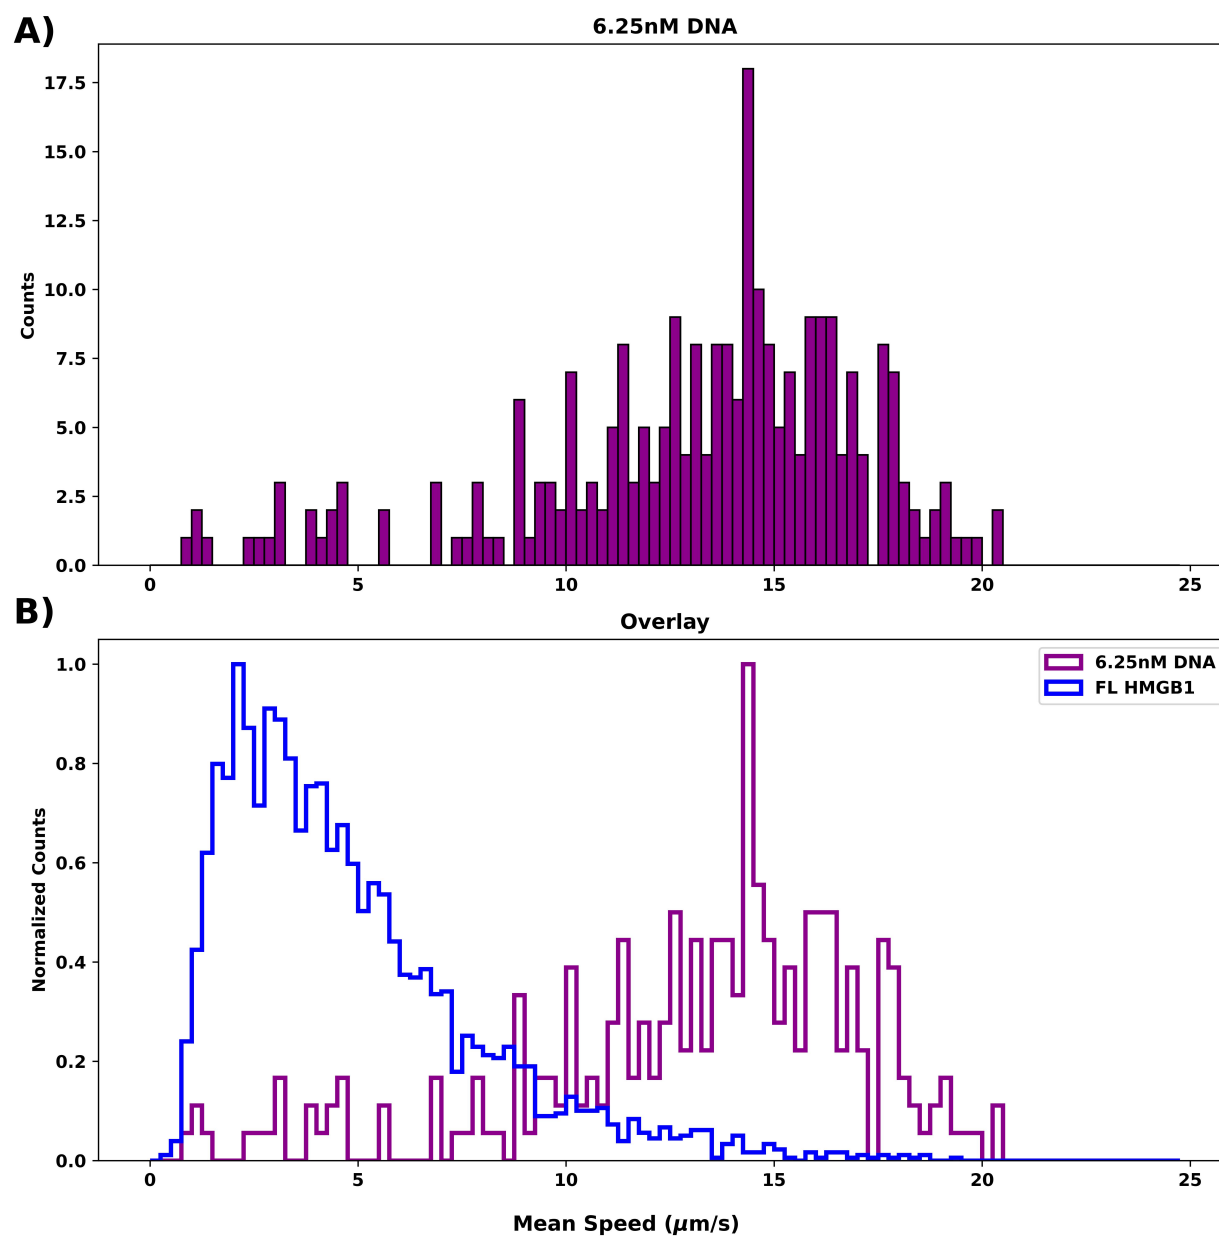 A)
6.25nM DNA
17.5
15.0
12.5
10.0
7.5
5.0
2.5
0.0
Counts
0 5 10 15 20 25
B)
Overlay
6.25nM DNA
FL HMGB1
1.0
0.8
0.6
0.4
0.2
0.0
Normalized Counts
0 5 10 15 20 25
Mean Speed (μm/s)